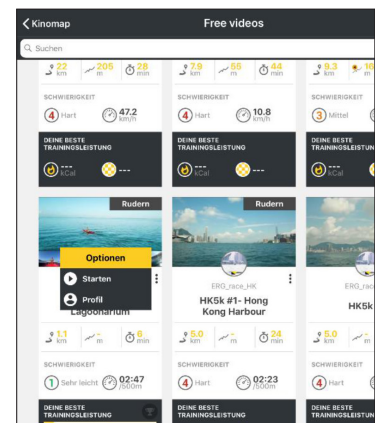 Kinomap
Free videos
Suchen
22 km 205 m 28 min
7.9 km 55 m 44 min
9.3 km
SCHWIERIGKEIT
SCHWIERIGKEIT
SCHWIERIGKEIT
4 Hart 47.2 km/h
4 Hart 10.8 km/h
3 Mittel
DEINE BESTE TRAININGSLEISTUNG
DEINE BESTE TRAININGSLEISTUNG
DEINE BESTE
--- kCal ---
--- kCal ---
--- kCal
Rudern
Rudern
Optionen
Starten
Profil
Lagoonarium
ERG_race_HK
HK5k #1- Hong
Kong Harbour
HK5k
1.1 km - m 6 min
5.0 km - m 24 min
5.0 km - m
SCHWIERIGKEIT
SCHWIERIGKEIT
SCHWIERIGKEIT
1 Sehr leicht 02:47 /500m
4 Hart 02:23 /500m
4 Hart
DEINE BESTE TRAININGSLEISTUNG
DEINE BESTE TRAININGSLEISTUNG
DEINE BESTE